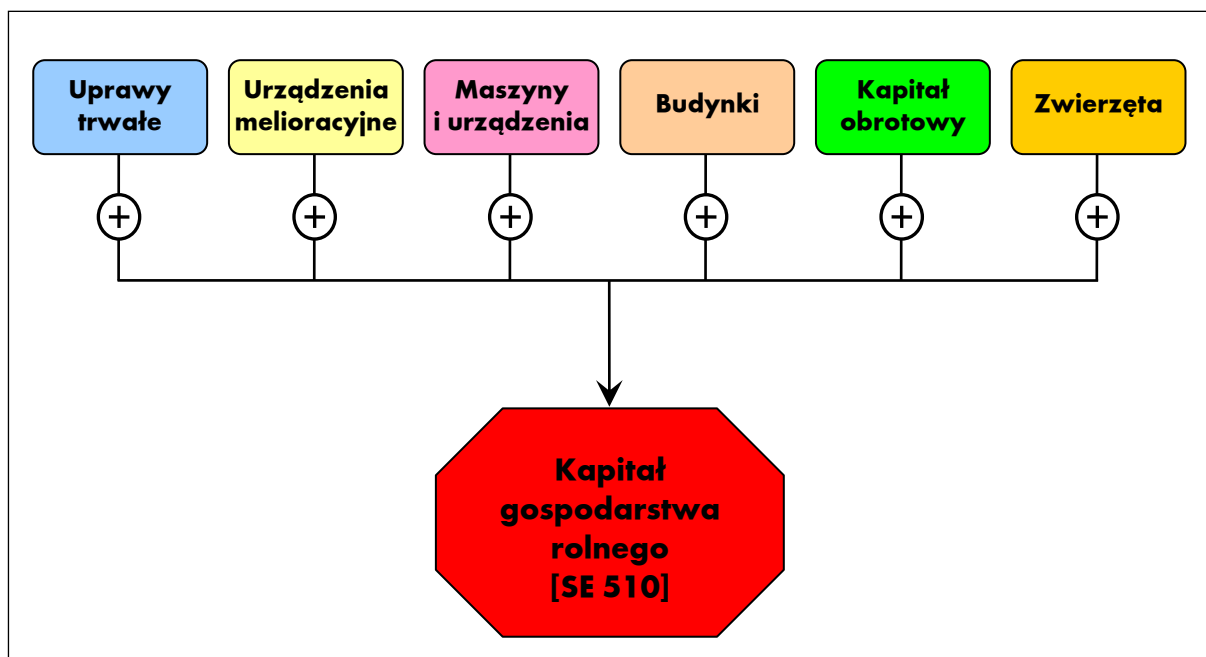 Uprawy
trwałe
Urządzenia
melioracyjne
Maszyny
i urządzenia
Budynki
Kapitał
obrotowy
Zwierzęta
+ + + + + +
Kapitał
gospodarstwa
rolnego
[SE 510]